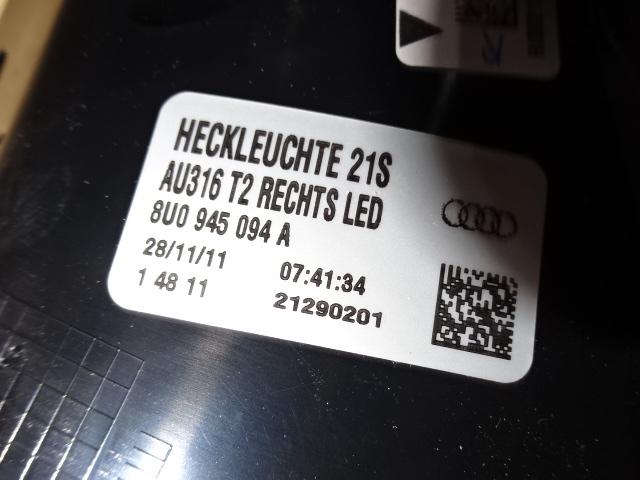 HECKLEUCHTE 21S
AU316 T2 RECHTS LED
8U0 945 094 A
28/11/11 07:41:34
1 48 11 21290201